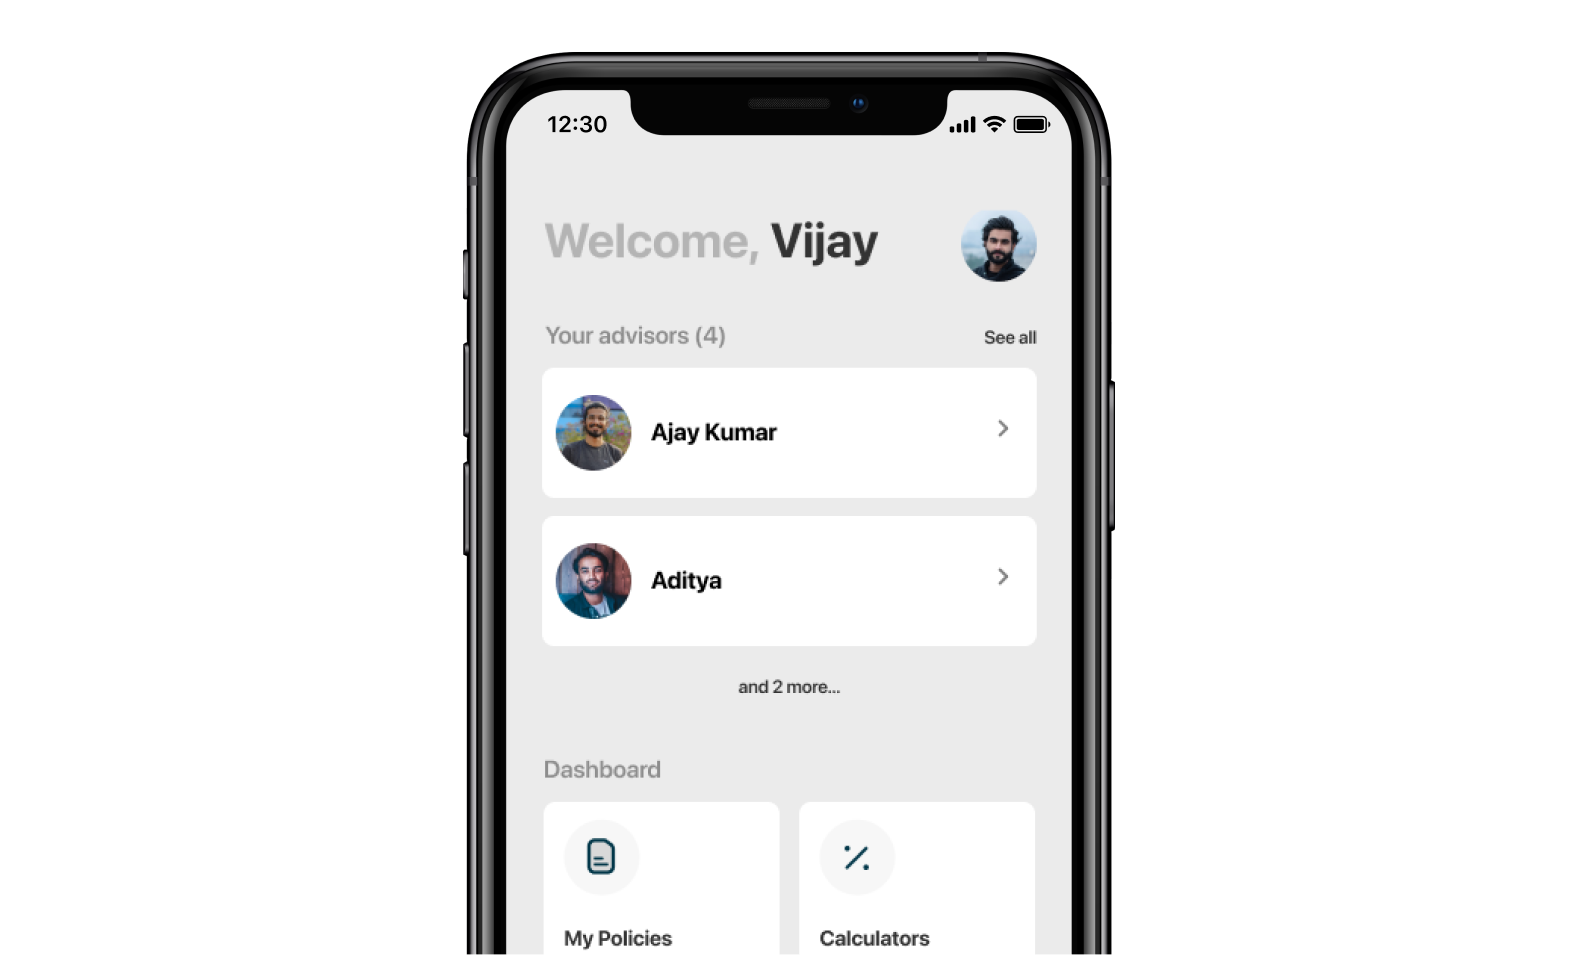 12:30
Welcome, Vijay
Your advisors (4)
See all
Ajay Kumar
Aditya
and 2 more...
Dashboard
My Policies
Calculators